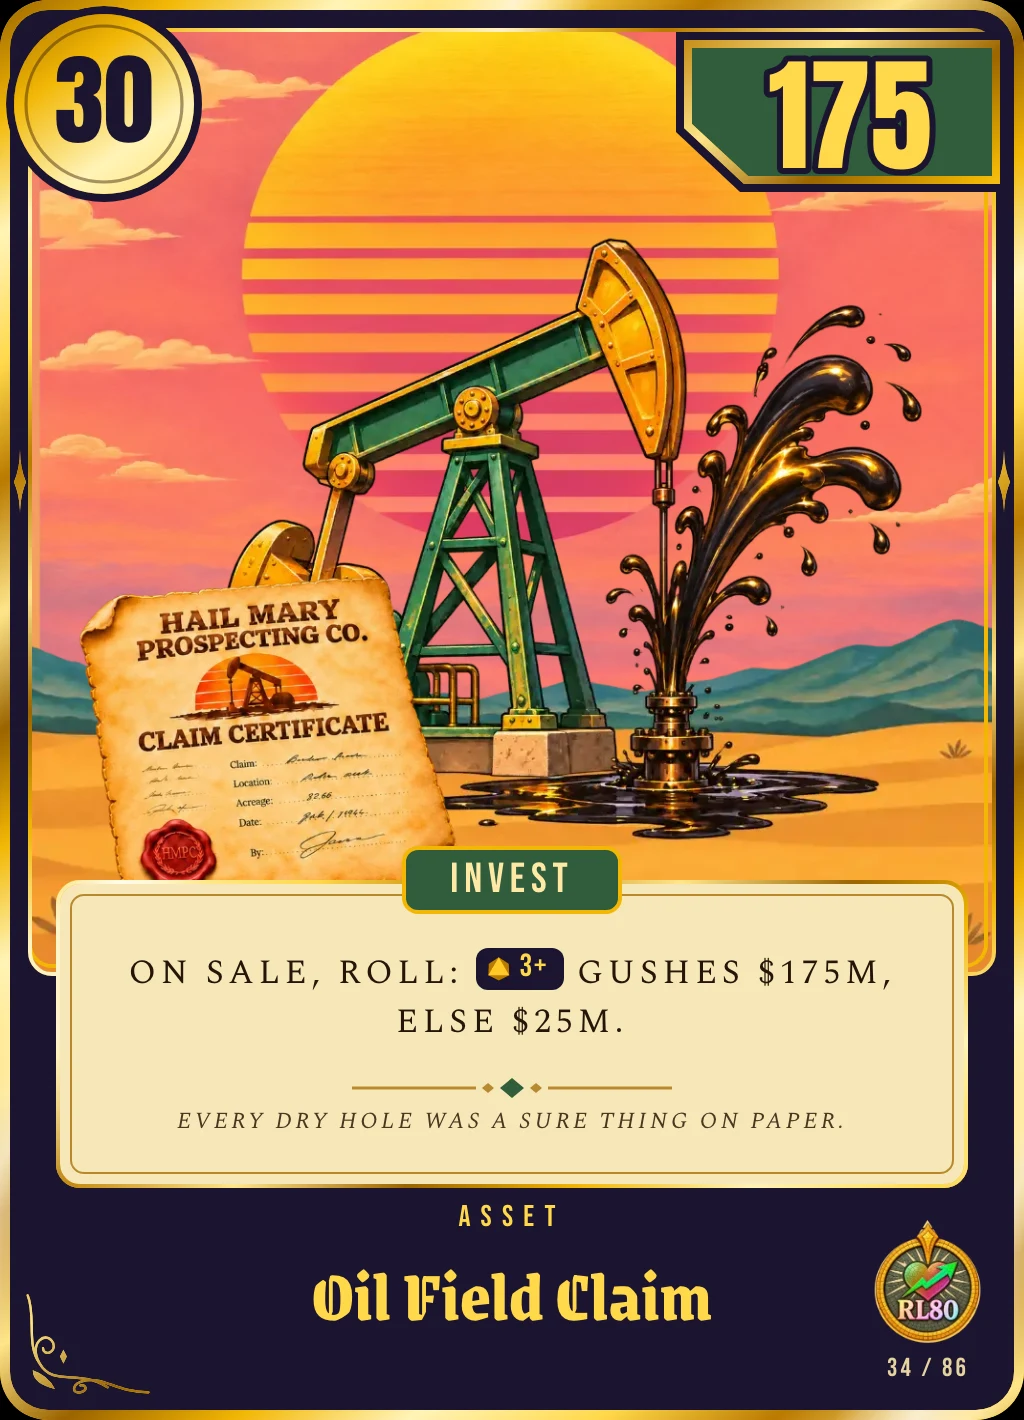 30
175
HAIL MARY
PROSPECTING CO.
CLAIM CERTIFICATE
Claim:
Location:
Acreage: 32.66
Date:
By:
HMPC
INVEST
ON SALE, ROLL: 3+ GUSHES $175M,
ELSE $25M.
EVERY DRY HOLE WAS A SURE THING ON PAPER.
ASSET
Oil Field Claim
RL80
34 / 86